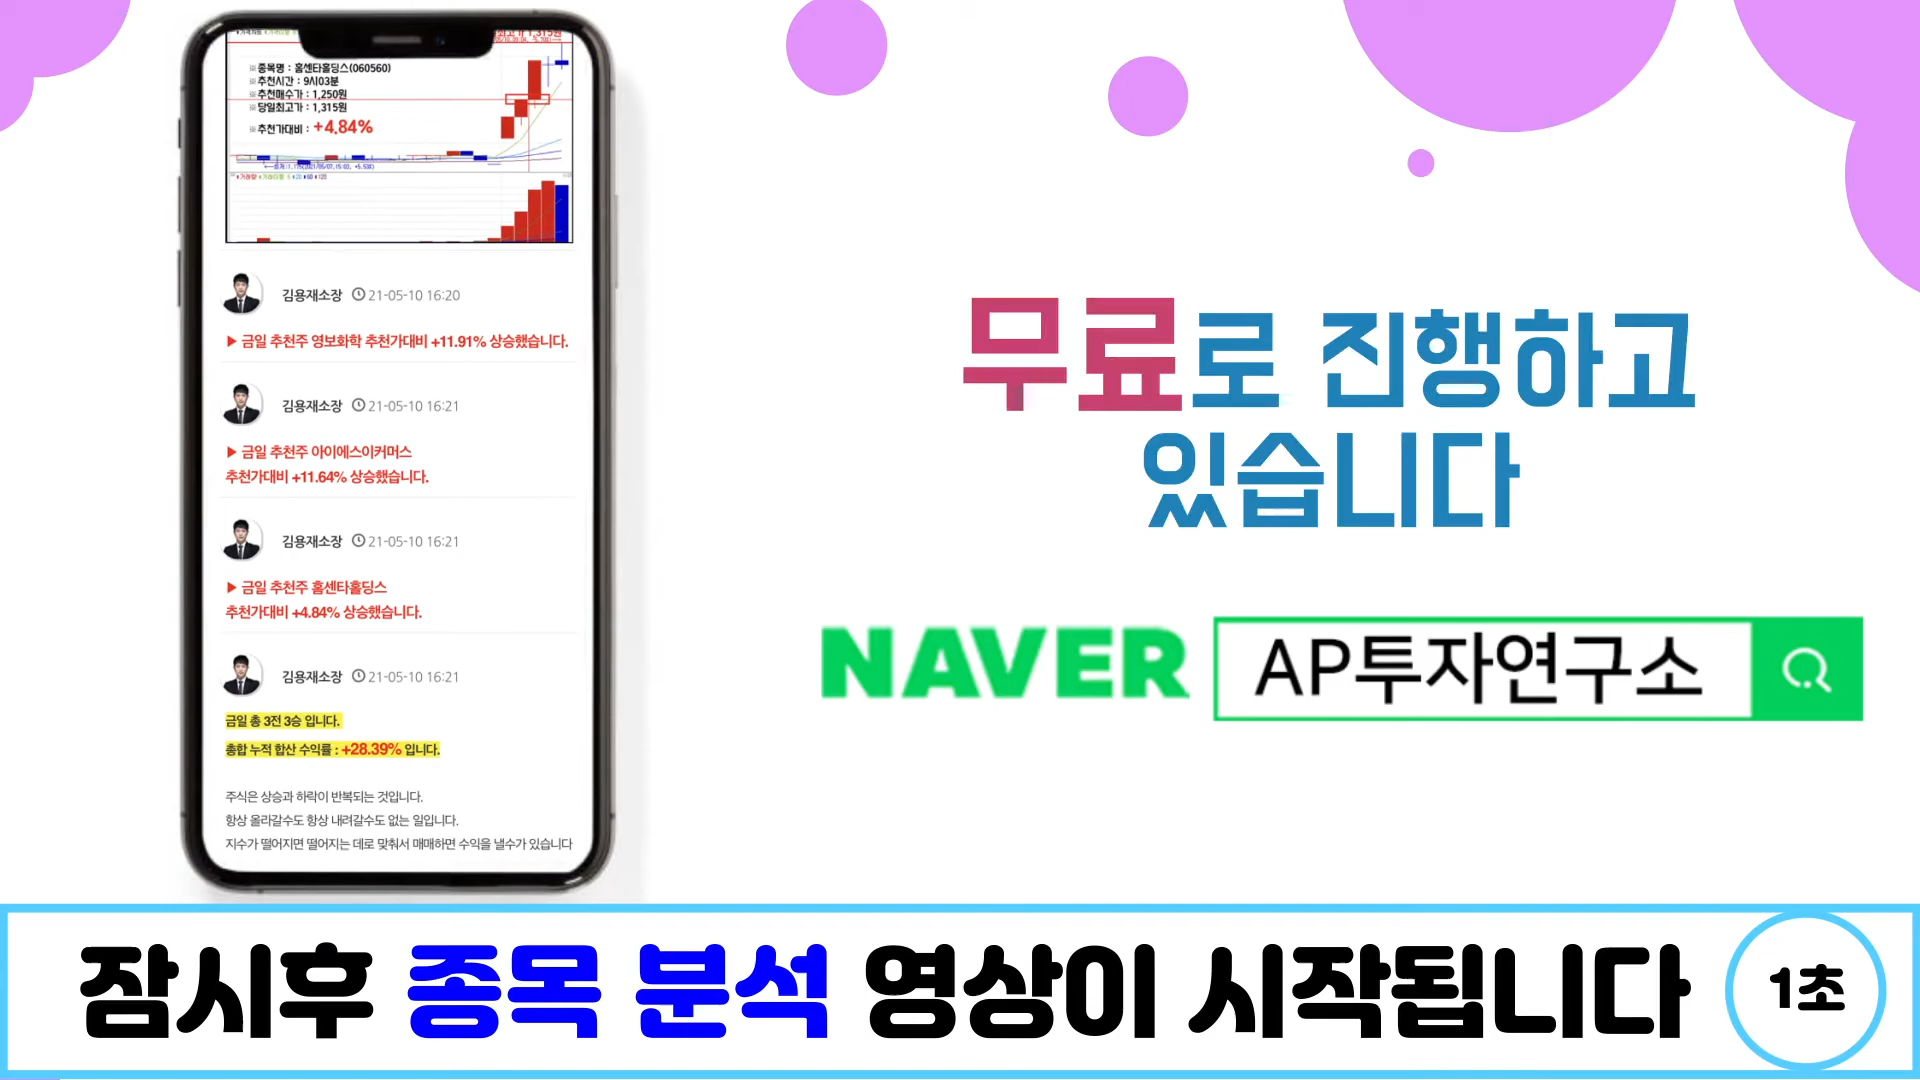 ※종목명 : 홈센타홀딩스(060560)
※추천시간 : 9시03분
※추천매수가 : 1,250원
※당일최고가 : 1,315원
※추천가대비 : +4.84%
김용재소장 21-05-10 16:20
▶ 금일 추천주 영보화학 추천가대비 +11.91% 상승했습니다.
김용재소장 21-05-10 16:21
▶ 금일 추천주 아이에스이커머스
추천가대비 +11.64% 상승했습니다.
김용재소장 21-05-10 16:21
▶ 금일 추천주 홈센타홀딩스
추천가대비 +4.84% 상승했습니다.
김용재소장 21-05-10 16:21
금일 총 3전 3승 입니다.
총합 누적 합산 수익률 : +28.39% 입니다.
주식은 상승과 하락이 반복되는 것입니다.
항상 올라갈수도 항상 내려갈수도 없는 일입니다.
지수가 떨어지면 떨어지는 데로 맞춰서 매매하면 수익을 낼수가 있습니다
무료로 진행하고
있습니다
NAVER AP투자연구소
잠시후 종목 분석 영상이 시작됩니다 1초